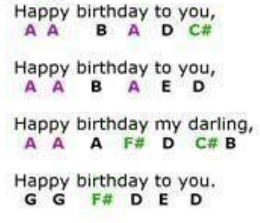 Happy birthday to you,
A A B A D C#
Happy birthday to you,
A A B A E D
Happy birthday my darling,
A A A F# D C# B
Happy birthday to you.
G G F# D E D